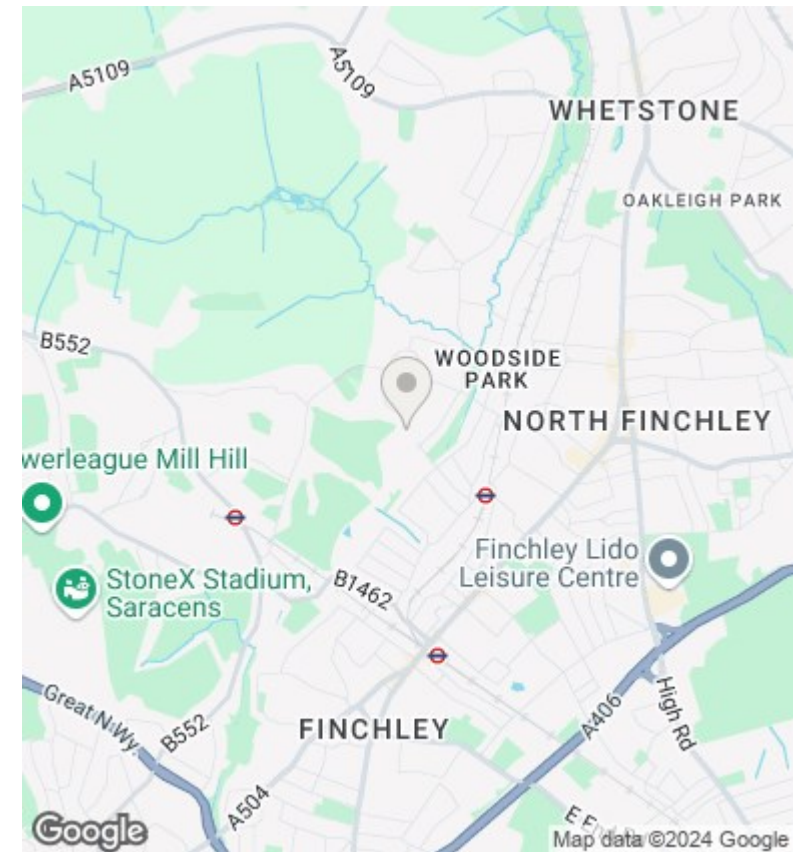 A5109
A5109
WHETSTONE
OAKLEIGH PARK
B552
WOODSIDE
PARK
NORTH FINCHLEY
werleague Mill Hill
Finchley Lido
Leisure Centre
StoneX Stadium,
Saracens
B1462
Great N Wy.
B552
FINCHLEY
A406
High Rd
A504
E End
Google
Map data ©2024 Google